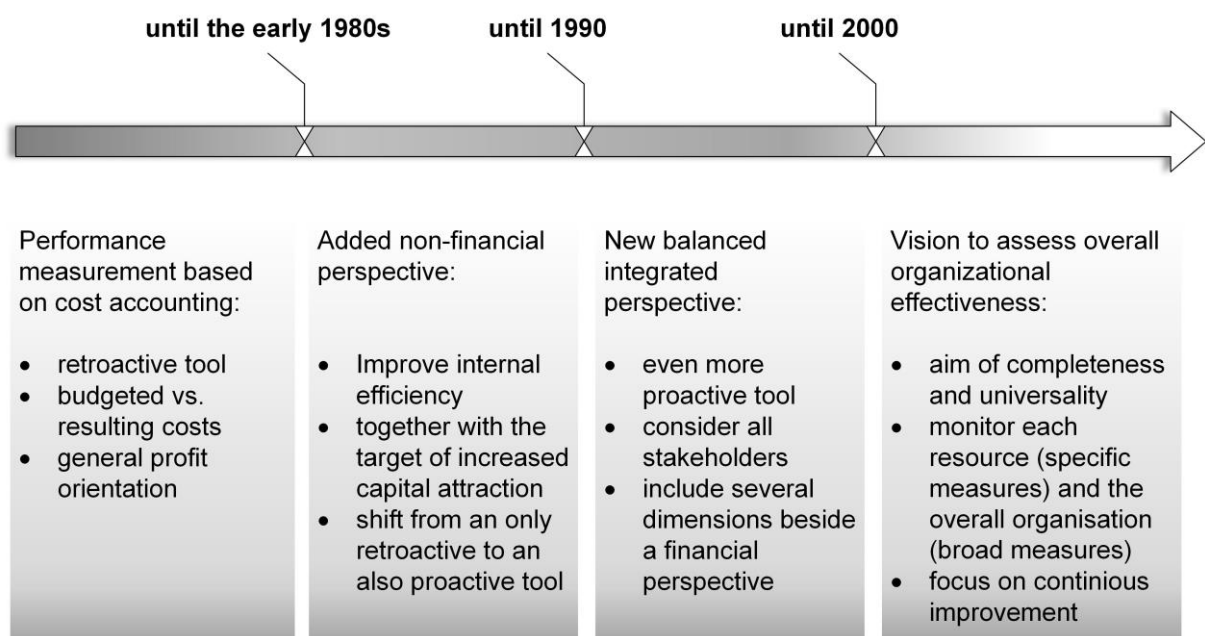 until the early 1980s
until 1990
until 2000
Performance
measurement based
on cost accounting:
• retroactive tool
• budgeted vs.
resulting costs
• general profit
orientation
Added non-financial
perspective:
• Improve internal
efficiency
• together with the
target of increased
capital attraction
• shift from an only
retroactive to an
also proactive tool
New balanced
integrated
perspective:
• even more
proactive tool
• consider all
stakeholders
• include several
dimensions beside
a financial
perspective
Vision to assess overall
organizational
effectiveness:
• aim of completeness
and universality
• monitor each
resource (specific
measures) and the
overall organisation
(broad measures)
• focus on continious
improvement